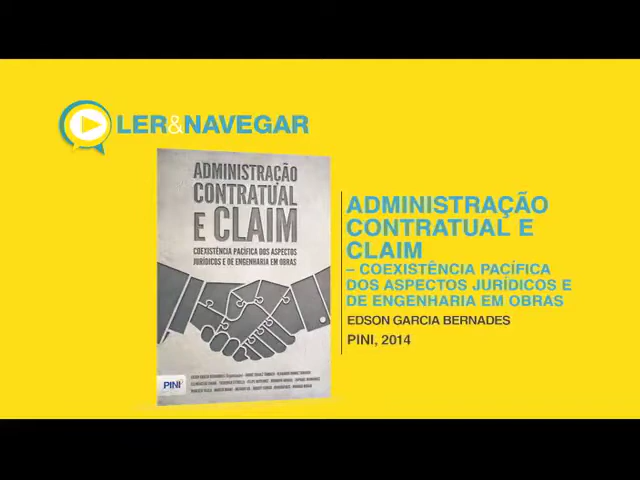 LER&NAVEGAR
ADMINISTRAÇÃO
CONTRATUAL
E CLAIM
COEXISTÊNCIA PACÍFICA DOS ASPECTOS
JURÍDICOS E DE ENGENHARIA EM OBRAS
PINI
ADMINISTRAÇÃO
CONTRATUAL E
CLAIM
– COEXISTÊNCIA PACÍFICA
DOS ASPECTOS JURÍDICOS E
DE ENGENHARIA EM OBRAS
EDSON GARCIA BERNADES
PINI, 2014